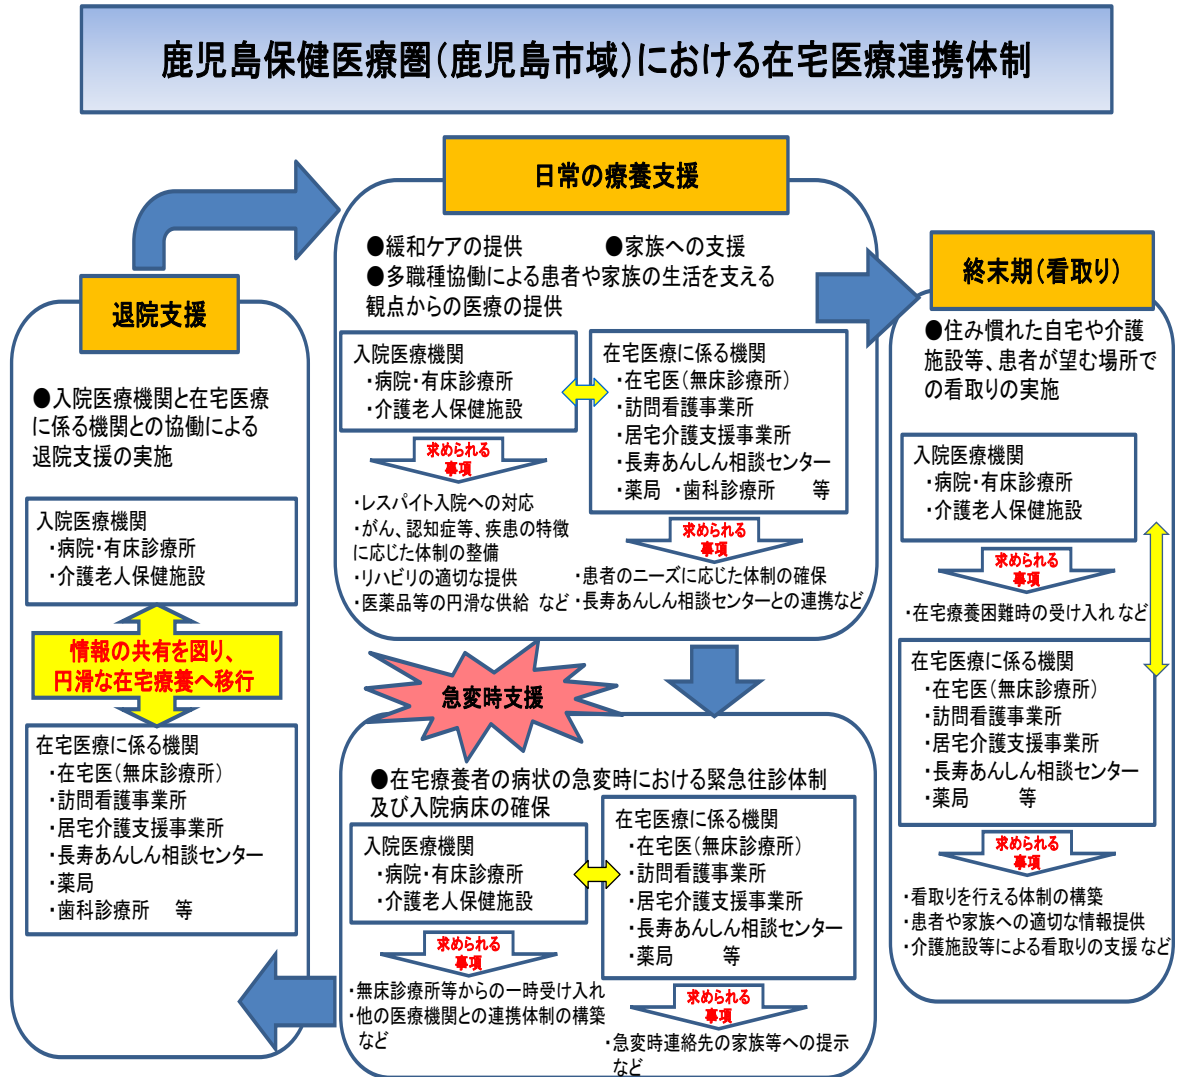 鹿児島保健医療圏(鹿児島市域)における在宅医療連携体制
退院支援
●入院医療機関と在宅医療
に係る機関との協働による
退院支援の実施
入院医療機関
・病院・有床診療所
・介護老人保健施設
情報の共有を図り、
円滑な在宅療養へ移行
在宅医療に係る機関
・在宅医(無床診療所)
・訪問看護事業所
・居宅介護支援事業所
・長寿あんしん相談センター
・薬局
・歯科診療所　等
日常の療養支援
●緩和ケアの提供　　　●家族への支援
●多職種協働による患者や家族の生活を支える
観点からの医療の提供
入院医療機関
・病院・有床診療所
・介護老人保健施設
求められる
事項
・レスパイト入院への対応
・がん、認知症等、疾患の特徴
に応じた体制の整備
・リハビリの適切な提供
・医薬品等の円滑な供給 など
在宅医療に係る機関
・在宅医(無床診療所)
・訪問看護事業所
・居宅介護支援事業所
・長寿あんしん相談センター
・薬局 ・歯科診療所　　等
求められる
事項
・患者のニーズに応じた体制の確保
・長寿あんしん相談センターとの連携など
急変時支援
●在宅療養者の病状の急変時における緊急往診体制
及び入院病床の確保
入院医療機関
・病院・有床診療所
・介護老人保健施設
求められる
事項
・無床診療所等からの一時受け入れ
・他の医療機関との連携体制の構築
など
在宅医療に係る機関
・在宅医(無床診療所)
・訪問看護事業所
・居宅介護支援事業所
・長寿あんしん相談センター
・薬局　　等
求められる
事項
・急変時連絡先の家族等への提示
など
終末期(看取り)
●住み慣れた自宅や介護
施設等、患者が望む場所で
の看取りの実施
入院医療機関
・病院・有床診療所
・介護老人保健施設
求められる
事項
・在宅療養困難時の受け入れ など
在宅医療に係る機関
・在宅医(無床診療所)
・訪問看護事業所
・居宅介護支援事業所
・長寿あんしん相談センター
・薬局　　等
求められる
事項
・看取りを行える体制の構築
・患者や家族への適切な情報提供
・介護施設等による看取りの支援 など